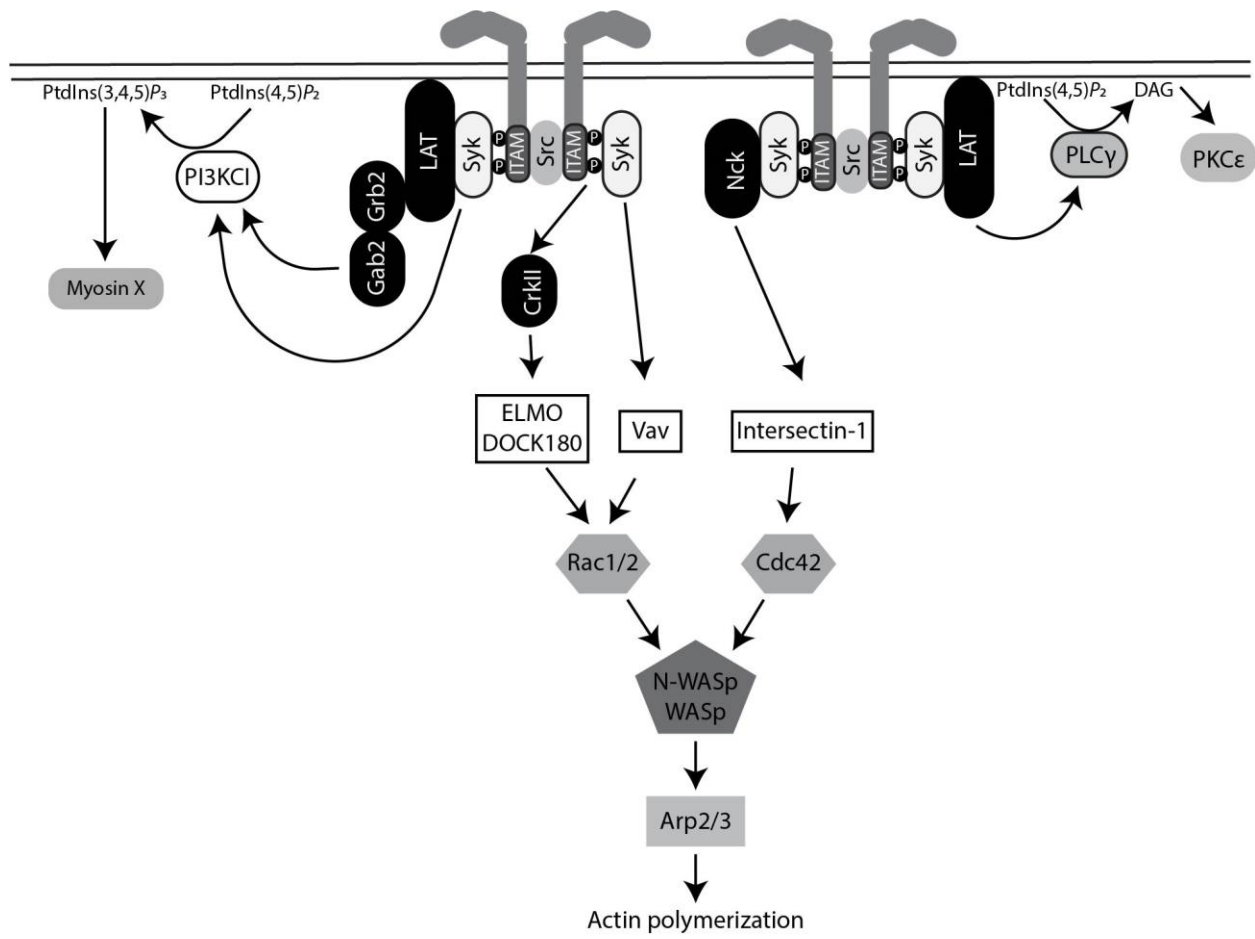 PtdIns(3,4,5)P₃
PtdIns(4,5)P₂
PI3KCI
Myosin X
Grb2
Gab2
LAT
Syk
P
P
ITAM
Src
ITAM
P
P
Syk
CrkII
Nck
Syk
P
P
ITAM
Src
ITAM
P
P
Syk
LAT
PtdIns(4,5)P₂
DAG
PLCγ
PKCε
ELMO
DOCK180
Vav
Intersectin-1
Rac1/2
Cdc42
N-WASp
WASp
Arp2/3
Actin polymerization